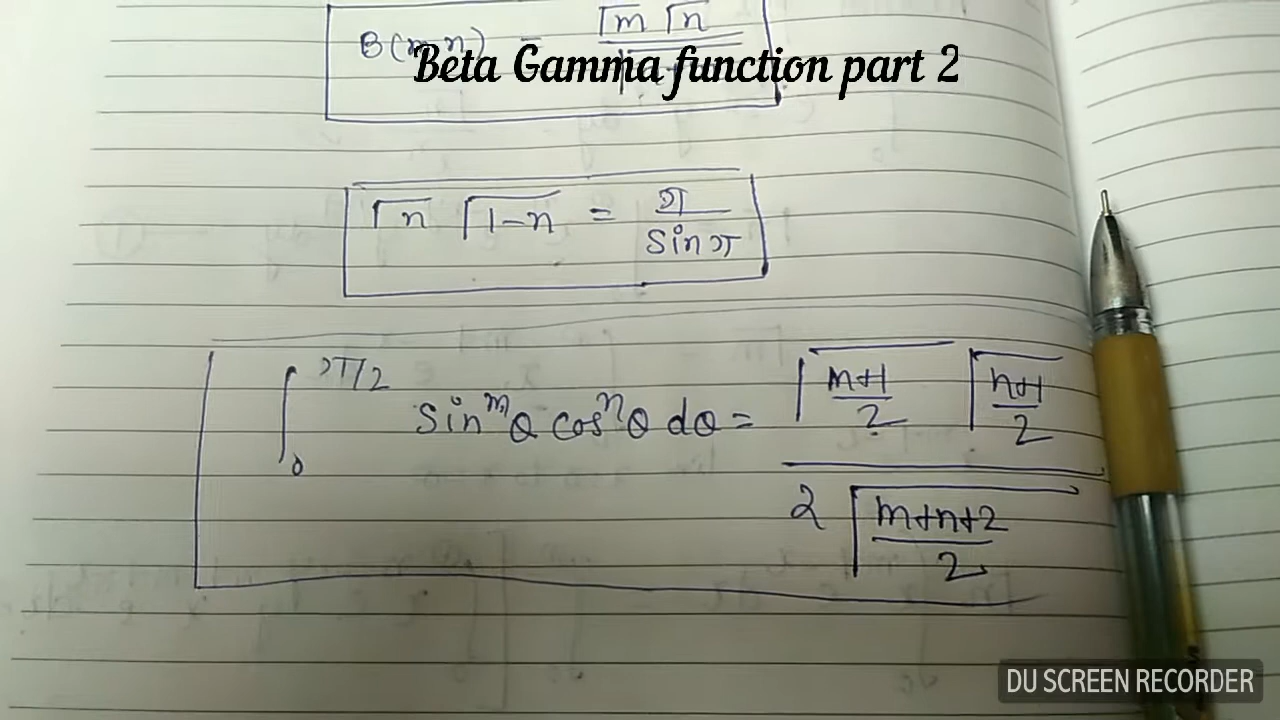 B(m,n) = Γm Γn
Beta Gamma function part 2
Γn Γ1-n = π / sin π
∫₀^π/2 sin^m θ cos^n θ dθ = Γ(m+1)/2 Γ(n+1)/2 / 2 Γ(m+n+2)/2
DU SCREEN RECORDER